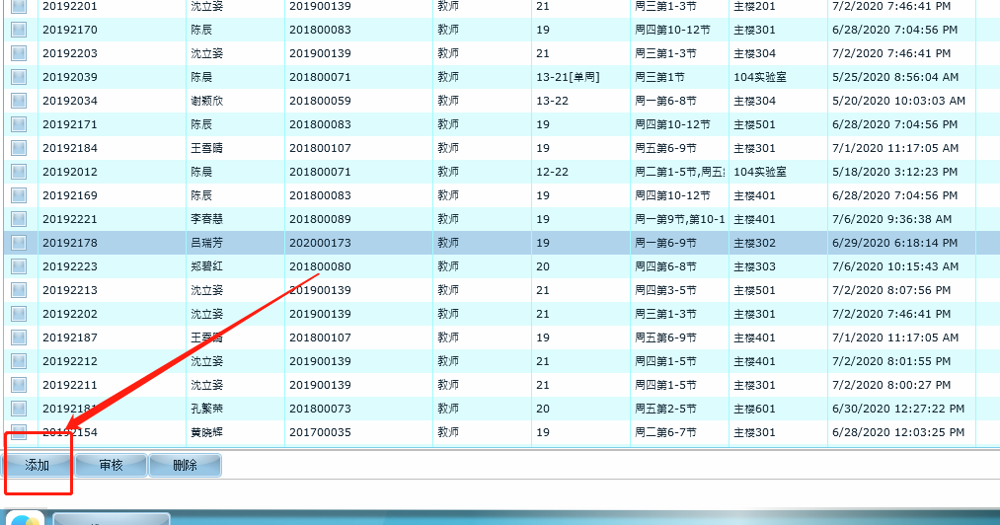 20192201 沈立姿 201900139 教师 21 周三第1-3节 主楼201 7/2/2020 7:46:41 PM
20192170 陈辰 201800083 教师 19 周四第10-12节 主楼301 6/28/2020 7:04:56 PM
20192203 沈立姿 201900139 教师 21 周三第1-3节 主楼304 7/2/2020 7:46:41 PM
20192039 陈晨 201800071 教师 13-21[单周] 周三第1节 104实验室 5/25/2020 8:56:04 AM
20192034 谢颖欣 201800059 教师 13-22 周一第6-8节 主楼304 5/20/2020 10:03:03 AM
20192171 陈辰 201800083 教师 19 周四第10-12节 主楼501 6/28/2020 7:04:56 PM
20192184 王喜晴 201800107 教师 19 周五第6-9节 主楼301 7/1/2020 11:17:05 AM
20192012 陈晨 201800071 教师 12-22 周二第1-5节,周五 104实验室 5/18/2020 3:12:23 PM
20192169 陈辰 201800083 教师 19 周四第10-12节 主楼401 6/28/2020 7:04:56 PM
20192221 李春慧 201800089 教师 19 周一第9节,第10-1 主楼401 7/6/2020 9:36:38 AM
20192178 吕瑞芳 202000173 教师 19 周一第6-9节 主楼302 6/29/2020 6:18:14 PM
20192223 郑碧红 201800080 教师 20 周四第6-8节 主楼303 7/6/2020 10:15:43 AM
20192213 沈立姿 201900139 教师 21 周四第3-5节 主楼501 7/2/2020 8:07:56 PM
20192202 沈立姿 201900139 教师 21 周三第1-3节 主楼301 7/2/2020 7:46:41 PM
20192187 王喜晴 201800107 教师 19 周五第6-9节 主楼401 7/1/2020 11:17:05 AM
20192212 沈立姿 201900139 教师 21 周四第1-5节 主楼401 7/2/2020 8:01:55 PM
20192211 沈立姿 201900139 教师 21 周四第1-5节 主楼301 7/2/2020 8:00:27 PM
20192181 孔繁荣 201800073 教师 20 周五第2-5节 主楼601 6/30/2020 12:27:22 PM
20192154 黄晓辉 201700035 教师 19 周二第6-7节 主楼301 6/28/2020 12:03:25 PM
添加 审核 删除